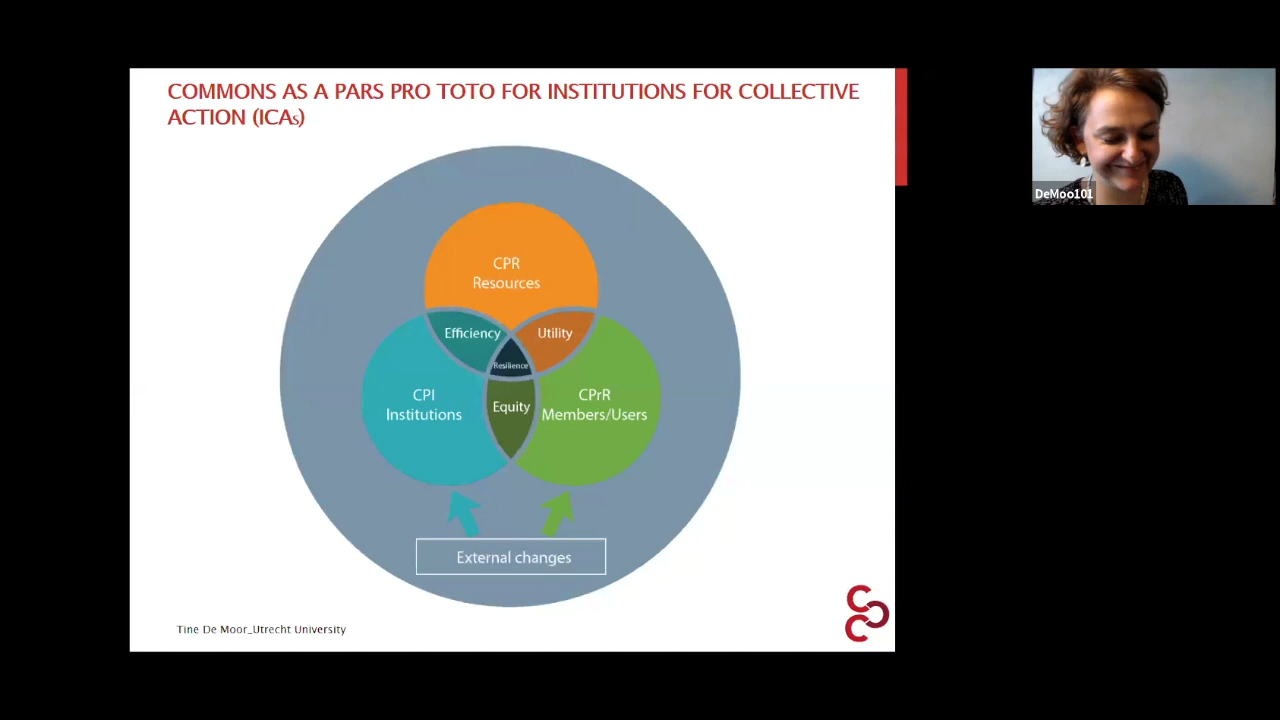 COMMONS AS A PARS PRO TOTO FOR INSTITUTIONS FOR COLLECTIVE
ACTION (ICAs)
CPR
Resources
Efficiency
Utility
Resilience
CPI
Institutions
Equity
CPrR
Members/Users
External changes
Tine De Moor_Utrecht University
DeMoo101